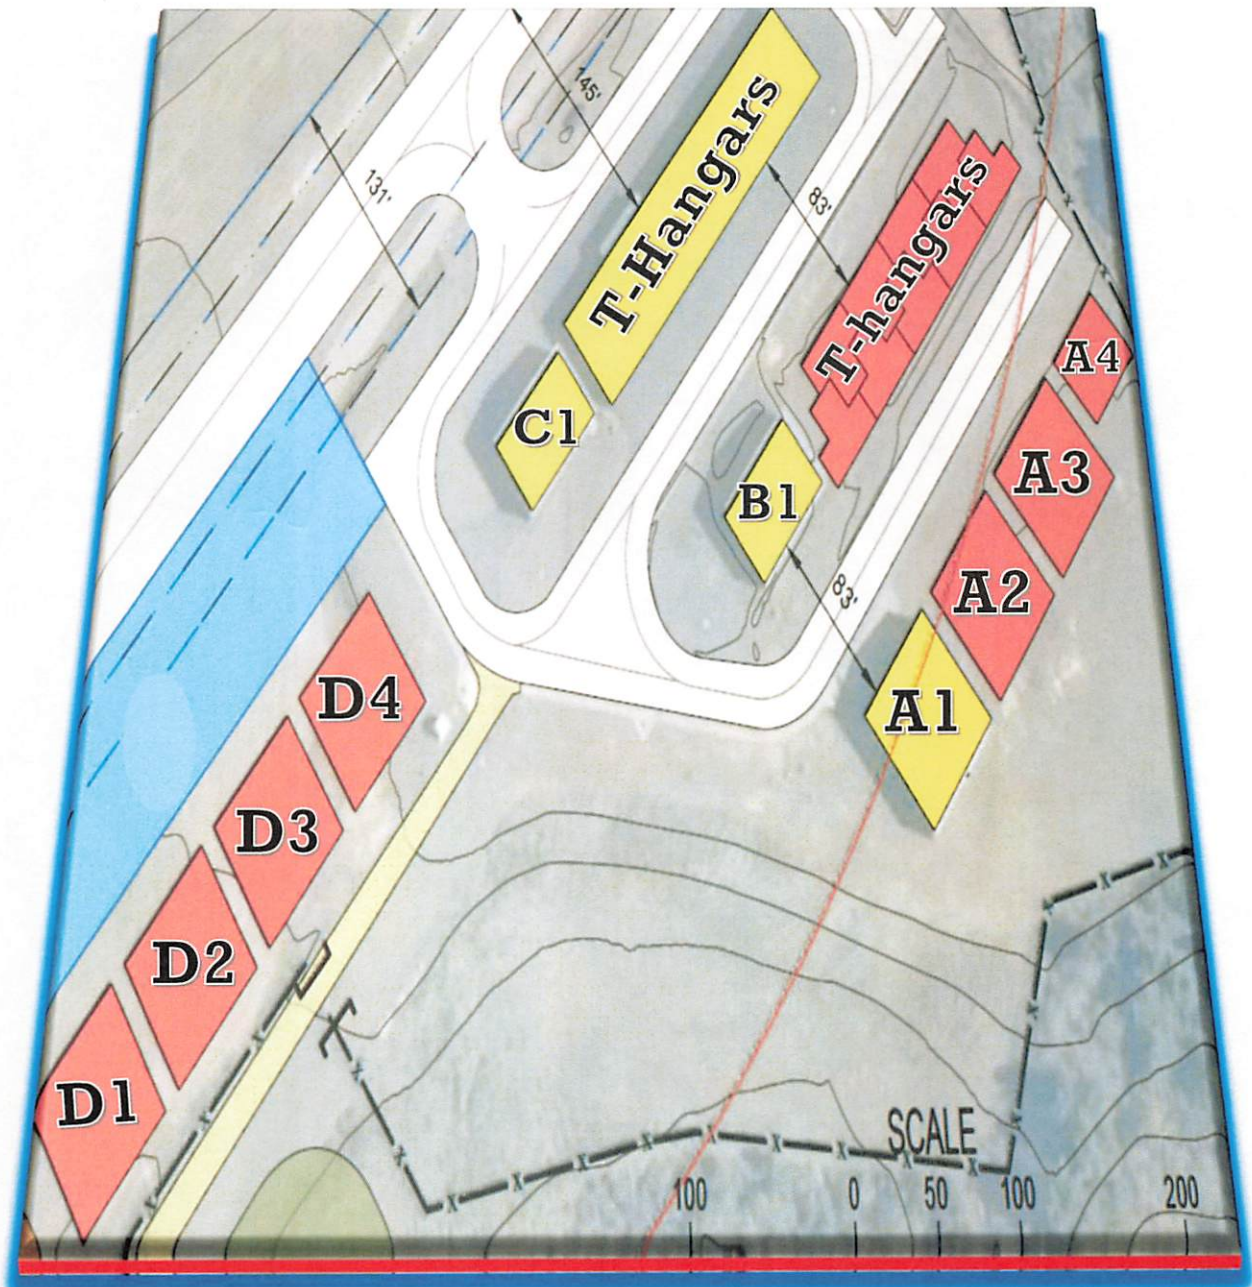 145'
131'
T-Hangars
83'
T-hangars
A4
C1
A3
B1
83'
A2
D4
A1
D3
D2
D1
SCALE
100 0 50 100 200